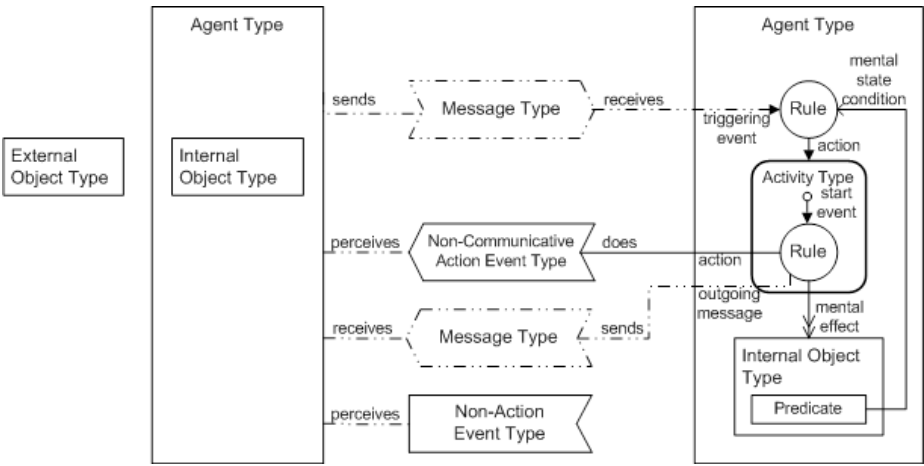 Agent Type
Agent Type
mental
state
condition
sends
Message Type
receives
Rule
triggering
event
action
External
Object Type
Internal
Object Type
Activity Type
start
event
perceives
Non-Communicative
Action Event Type
does
action
Rule
outgoing
message
mental
effect
receives
Message Type
sends
Internal Object
Type
Predicate
perceives
Non-Action
Event Type